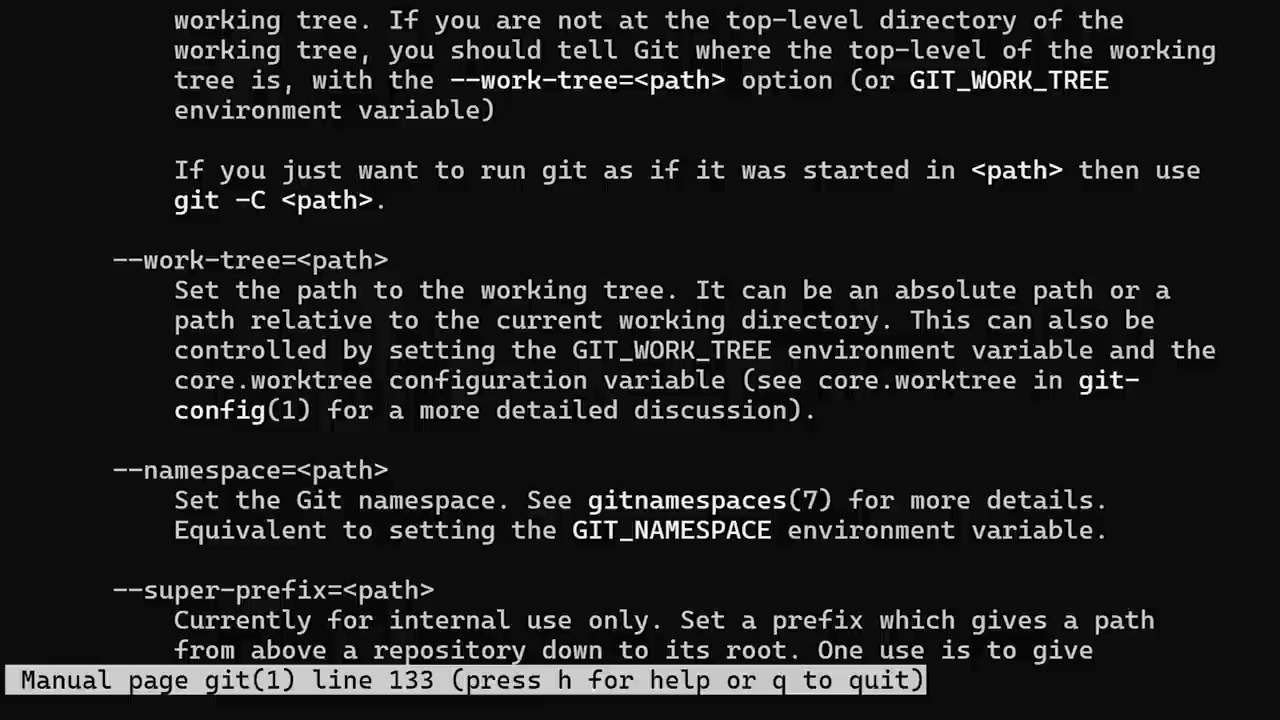 working tree. If you are not at the top-level directory of the
working tree, you should tell Git where the top-level of the working
tree is, with the --work-tree=<path> option (or GIT_WORK_TREE
environment variable)
If you just want to run git as if it was started in <path> then use
git -C <path>.
--work-tree=<path>
Set the path to the working tree. It can be an absolute path or a
path relative to the current working directory. This can also be
controlled by setting the GIT_WORK_TREE environment variable and the
core.worktree configuration variable (see core.worktree in git-
config(1) for a more detailed discussion).
--namespace=<path>
Set the Git namespace. See gitnamespaces(7) for more details.
Equivalent to setting the GIT_NAMESPACE environment variable.
--super-prefix=<path>
Currently for internal use only. Set a prefix which gives a path
from above a repository down to its root. One use is to give
Manual page git(1) line 133 (press h for help or q to quit)